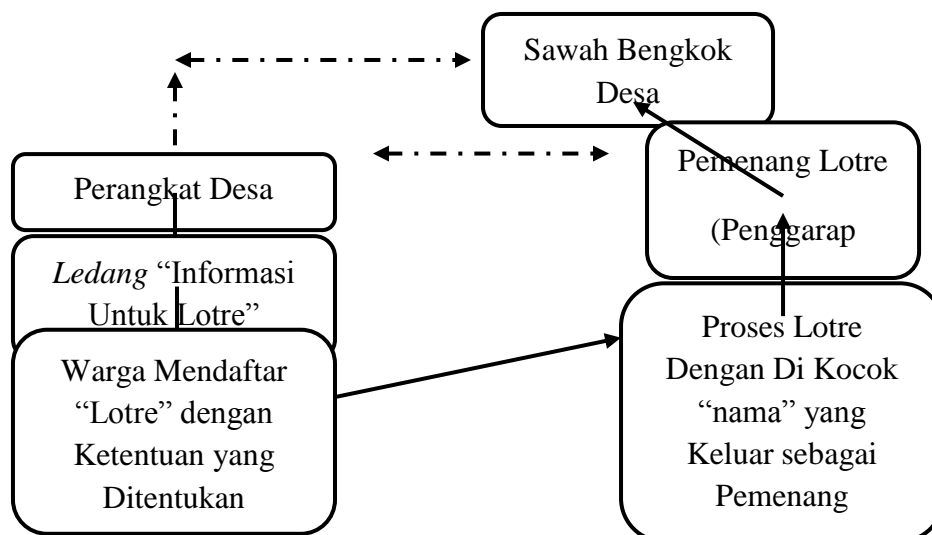 Sawah Bengkok
Desa
Perangkat Desa
Pemenang Lotre
(Penggarap
Ledang “Informasi
Untuk Lotre”
Warga Mendaftar
“Lotre” dengan
Ketentuan yang
Ditentukan
Proses Lotre
Dengan Di Kocok
“nama” yang
Keluar sebagai
Pemenang